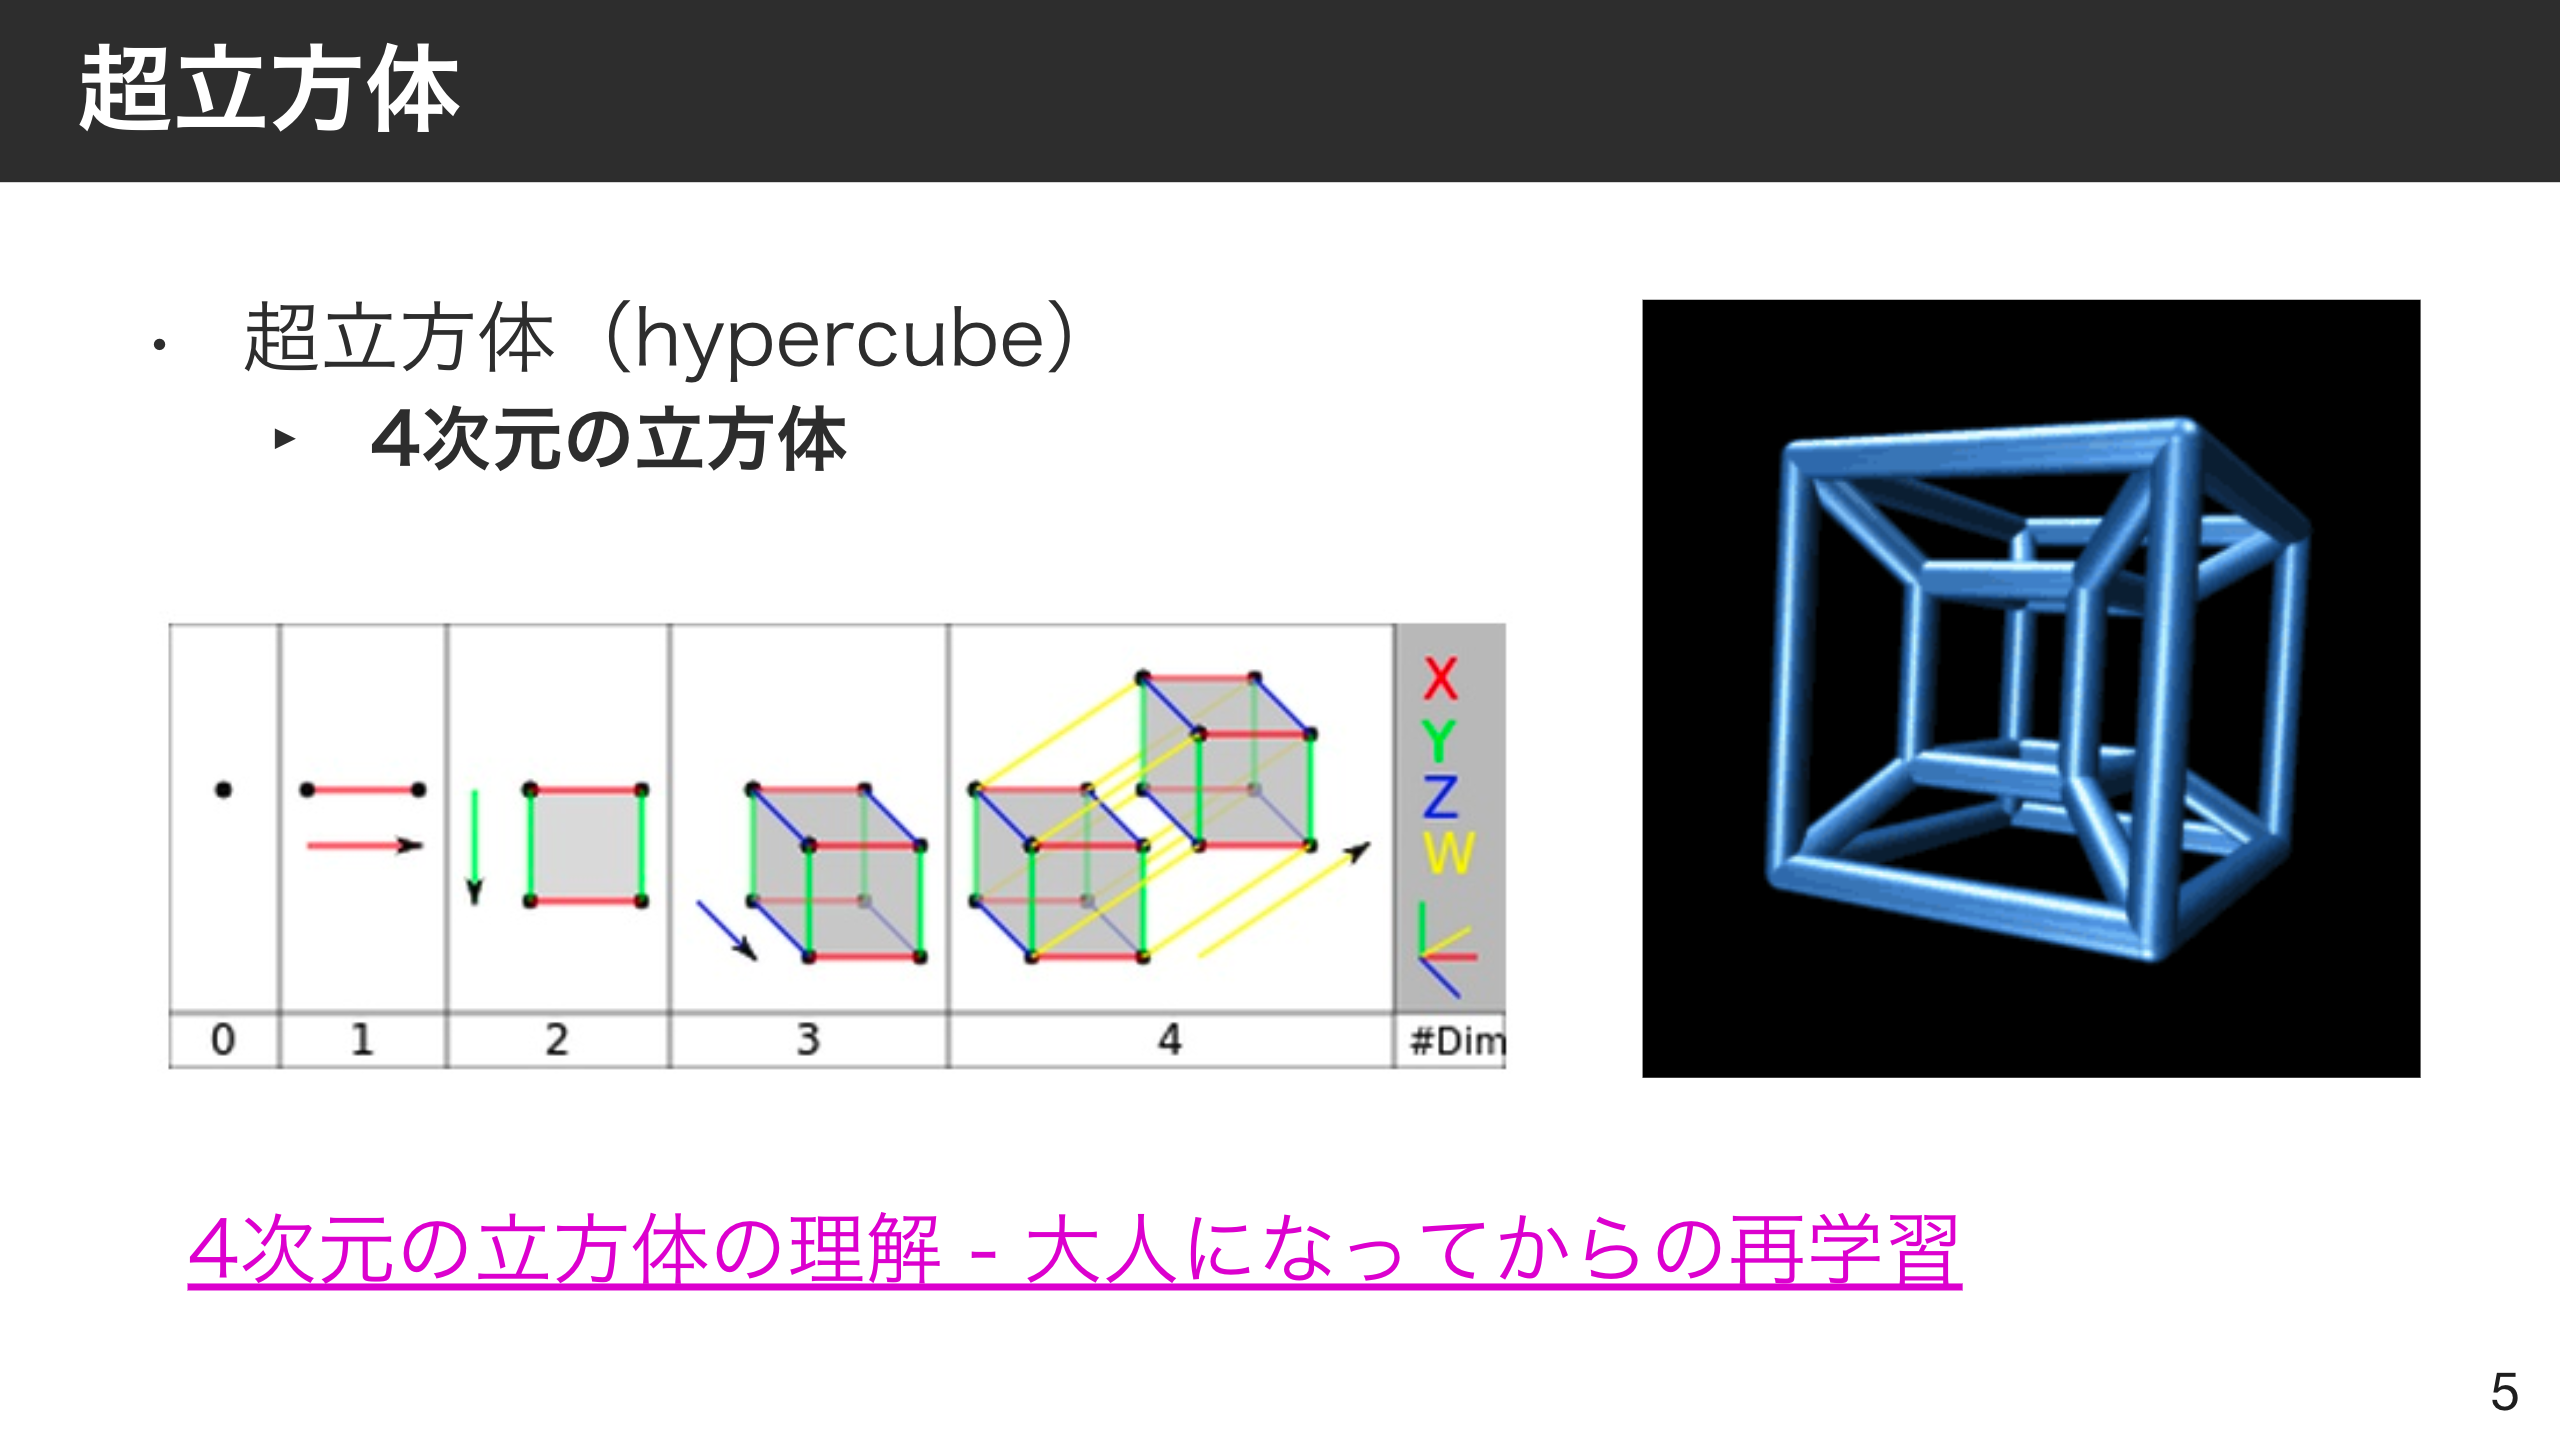 超立方体
• 超立方体（hypercube）
‣ 4次元の立方体
X
Y
Z
W
0 1 2 3 4 #Dim
4次元の立方体の理解 - 大人になってからの再学習
5